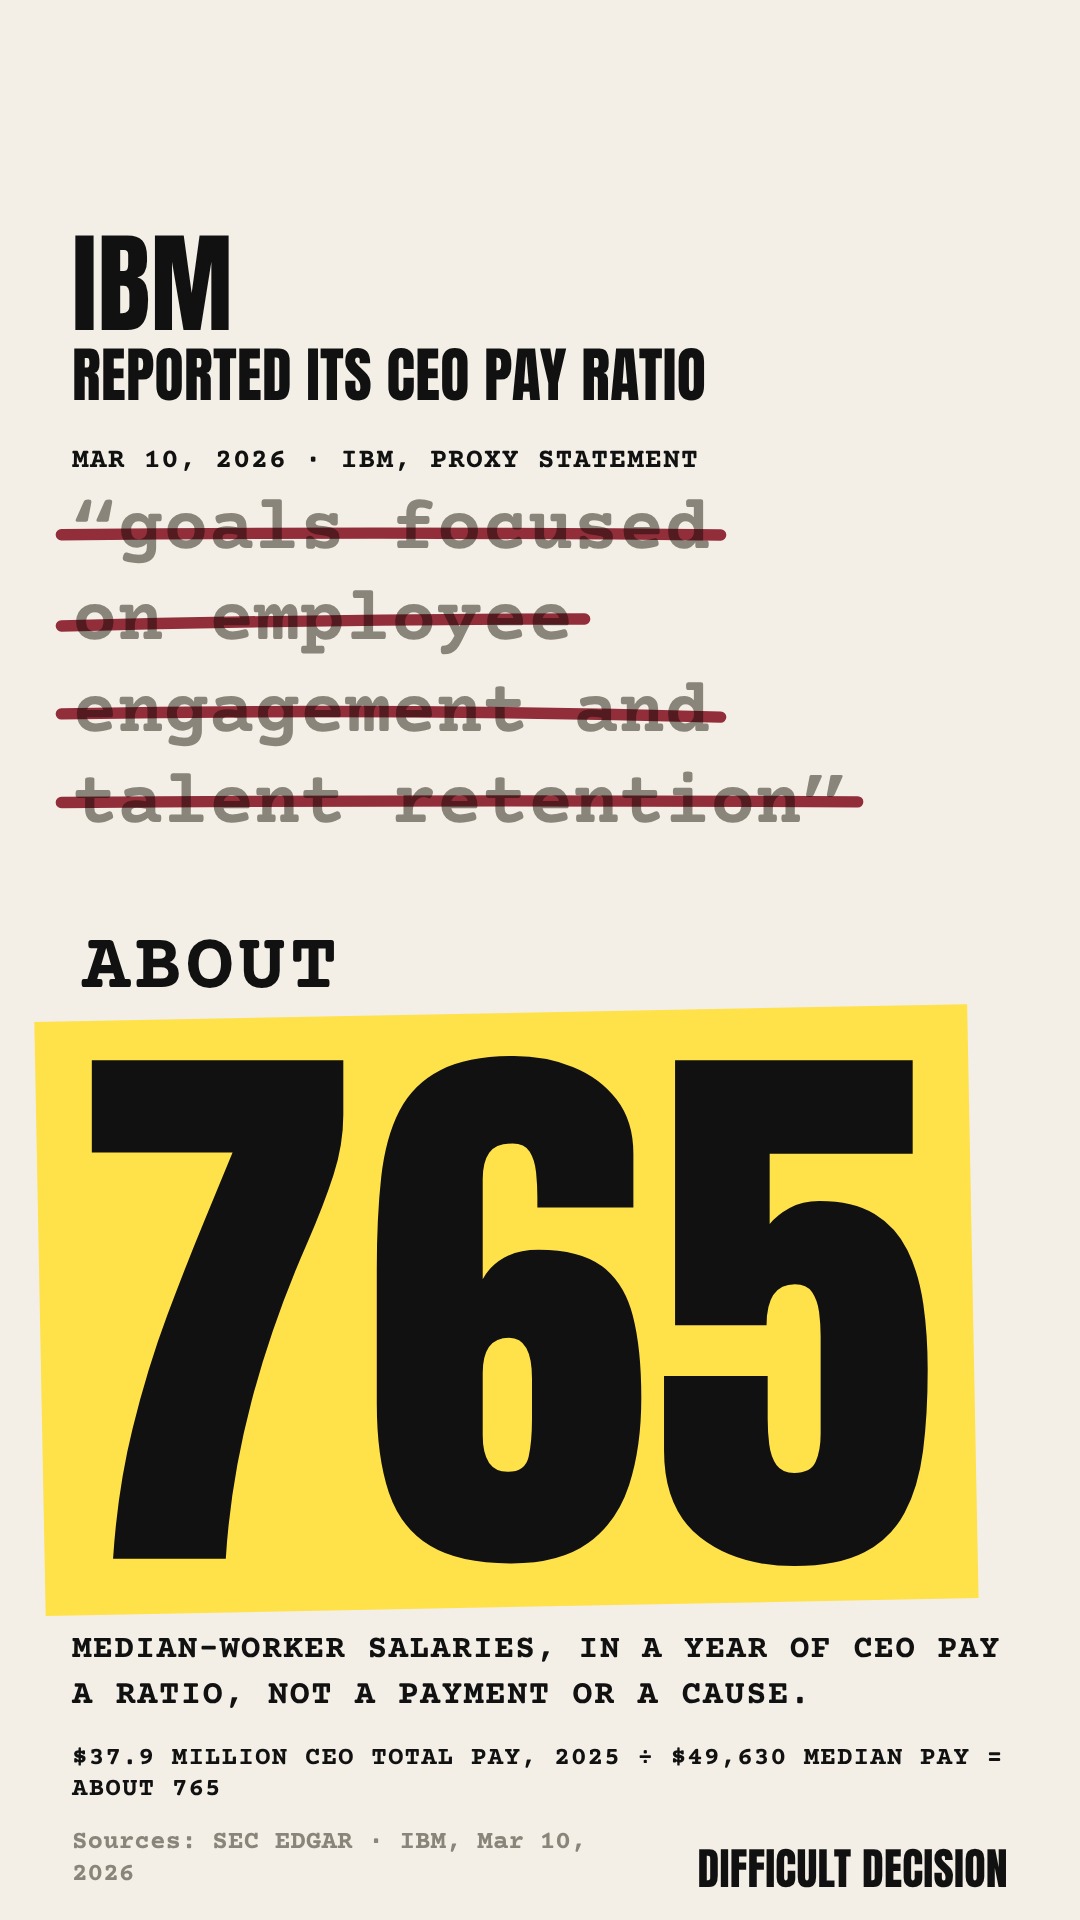 IBM
REPORTED ITS CEO PAY RATIO
MAR 10, 2026 · IBM, PROXY STATEMENT
“goals focused
on employee
engagement and
talent retention”
ABOUT
765
MEDIAN-WORKER SALARIES, IN A YEAR OF CEO PAY
A RATIO, NOT A PAYMENT OR A CAUSE.
$37.9 MILLION CEO TOTAL PAY, 2025 ÷ $49,630 MEDIAN PAY =
ABOUT 765
Sources: SEC EDGAR · IBM, Mar 10,
2026
DIFFICULT DECISION